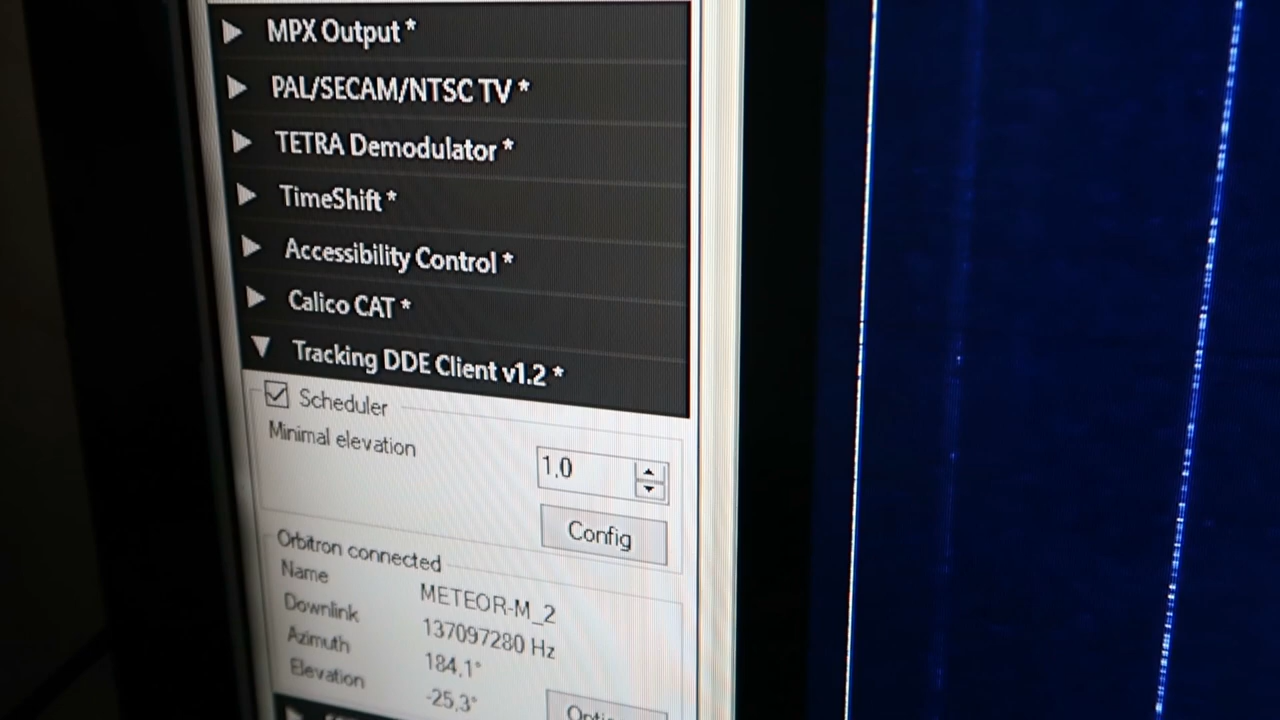 MPX Output *
PAL/SECAM/NTSC TV *
TETRA Demodulator *
TimeShift *
Accessibility Control *
Calico CAT *
Tracking DDE Client v1.2 *
Scheduler
Minimal elevation
1,0
Config
Orbitron connected
Name METEOR-M_2
Downlink 137097280 Hz
Azimuth 184,1°
Elevation -25,3°